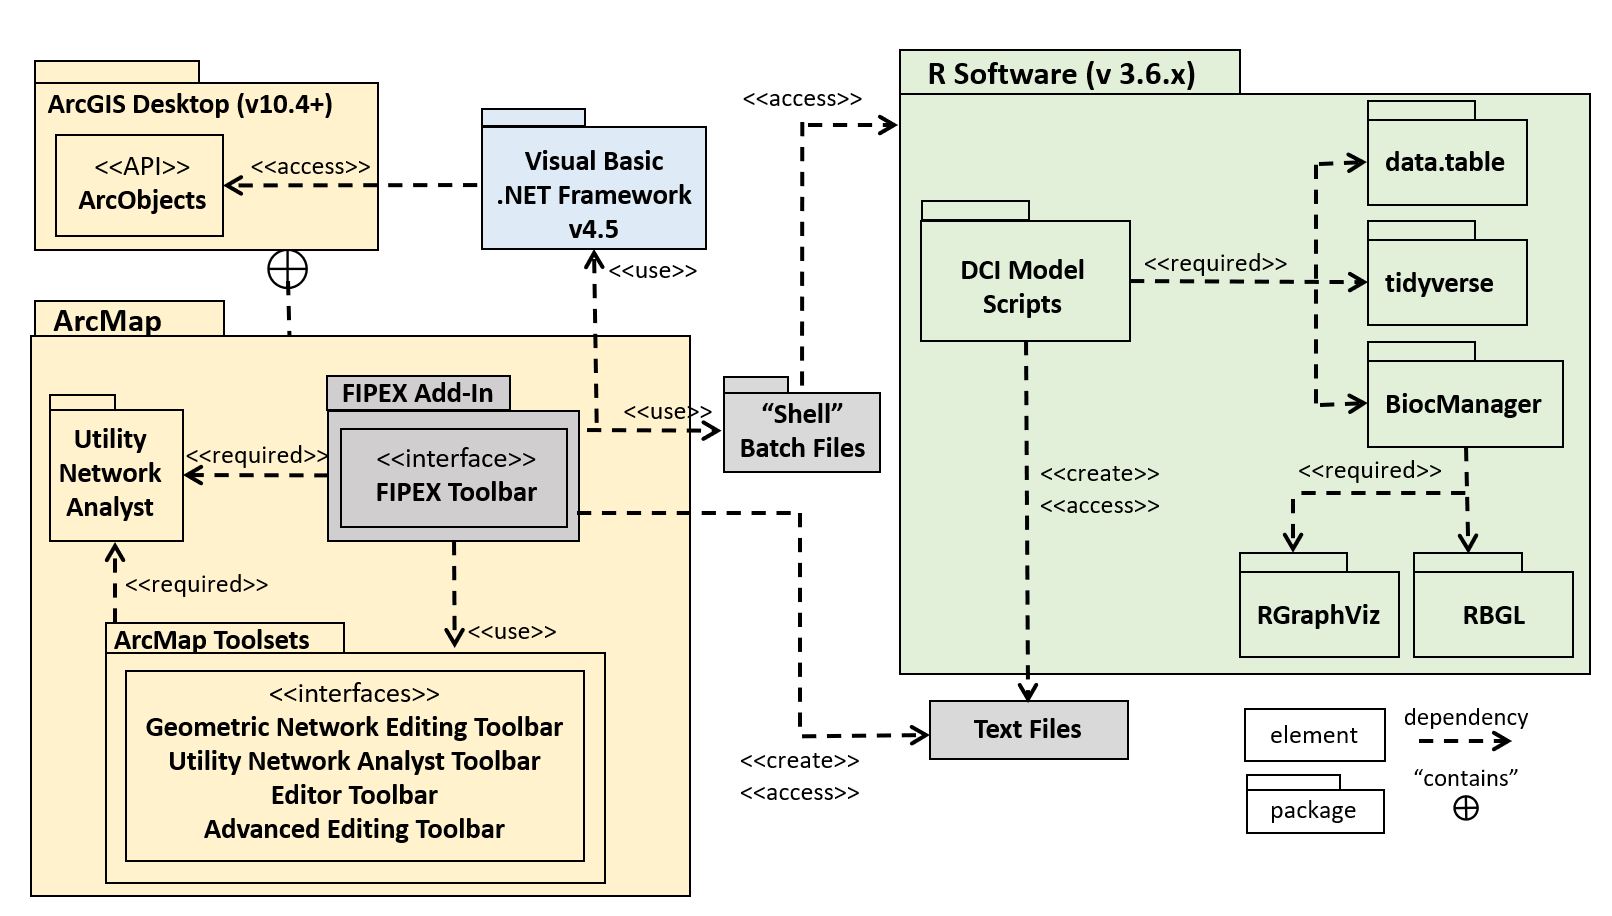 ArcGIS Desktop (v10.4+)
<<API>>
ArcObjects
<<access>>
Visual Basic
.NET Framework
v4.5
<<use>>
<<access>>
R Software (v 3.6.x)
data.table
tidyverse
BiocManager
DCI Model
Scripts
<<required>>
<<required>>
RGraphViz
RBGL
<<create>>
<<access>>
ArcMap
FIPEX Add-In
<<interface>>
FIPEX Toolbar
<<use>>
“Shell”
Batch Files
Utility
Network
Analyst
<<required>>
<<required>>
<<use>>
ArcMap Toolsets
<<interfaces>>
Geometric Network Editing Toolbar
Utility Network Analyst Toolbar
Editor Toolbar
Advanced Editing Toolbar
<<create>>
<<access>>
Text Files
element
package
dependency
“contains”